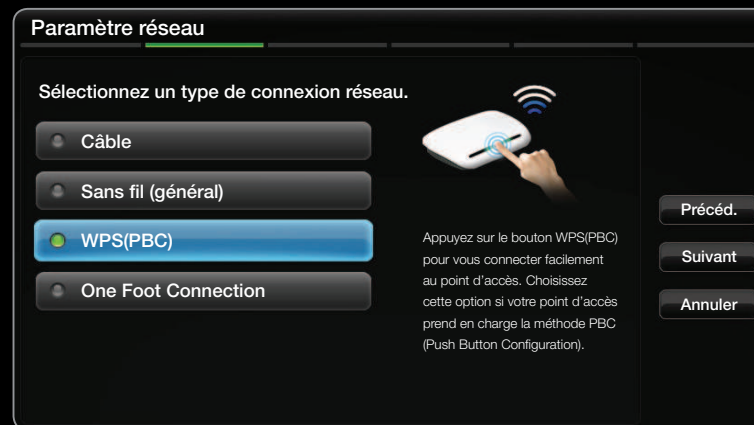 Paramètre réseau
Sélectionnez un type de connexion réseau.
Câble
Sans fil (général)
WPS(PBC)
One Foot Connection
Appuyez sur le bouton WPS(PBC)
pour vous connecter facilement
au point d’accès. Choisissez
cette option si votre point d’accès
prend en charge la méthode PBC
(Push Button Configuration).
Précéd.
Suivant
Annuler